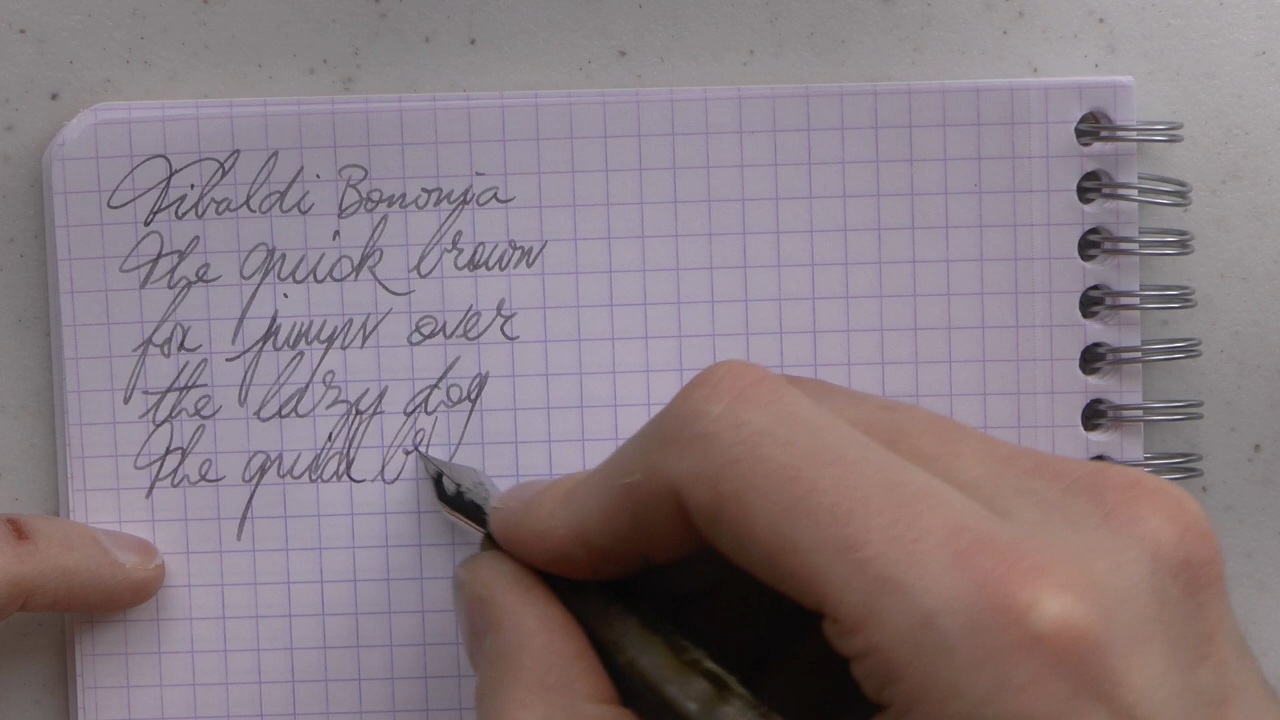 Tibaldi Bononia
The quick brown
fox jumps over
the lazy dog
The quick b